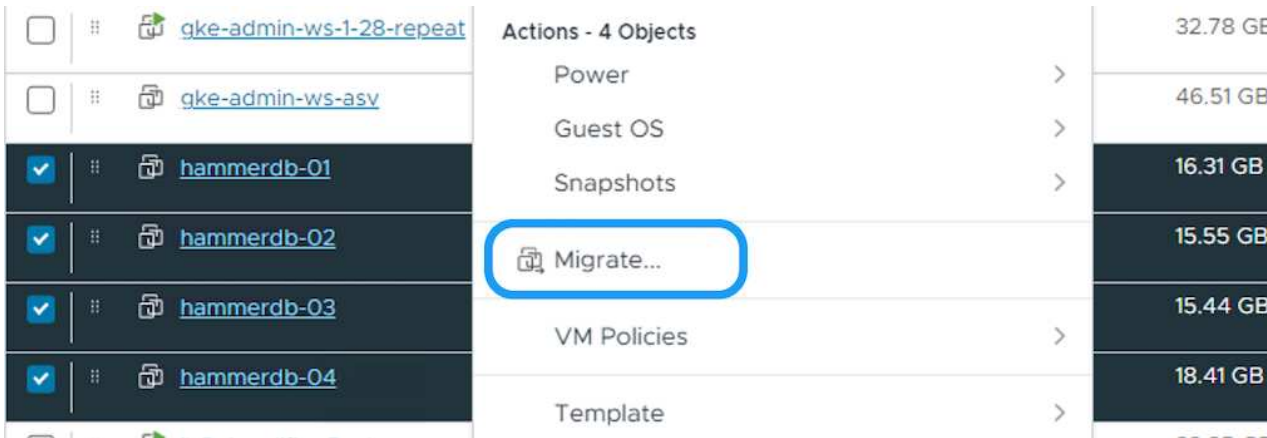 gke-admin-ws-1-28-repeat
Actions - 4 Objects
32.78 GB
Power
gke-admin-ws-asv
46.51 GB
Guest OS
hammerdb-01
Snapshots
16.31 GB
hammerdb-02
Migrate...
15.55 GB
hammerdb-03
VM Policies
15.44 GB
hammerdb-04
Template
18.41 GB